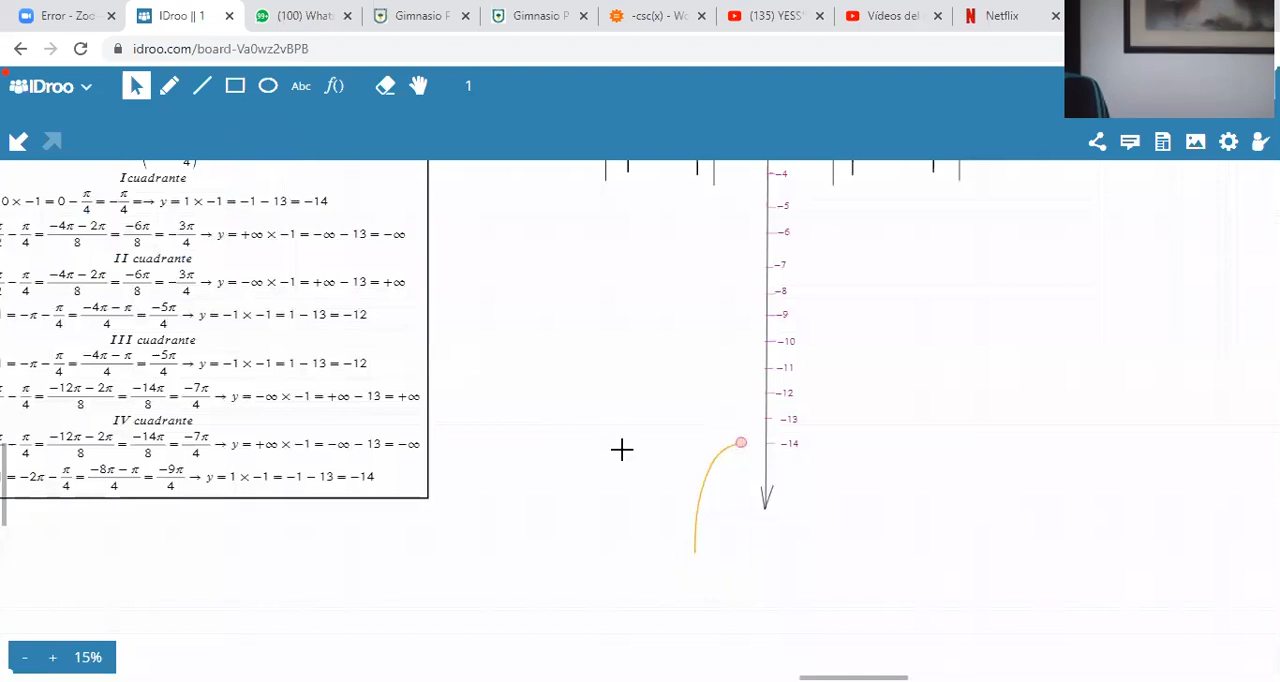 Error - Zoo
IDroo || 1
(100) What
Gimnasio F
Gimnasio P
-csc(x) - Wo
(135) YESS"
Vídeos del
Netflix
idroo.com/board-Va0wz2vBPB
IDroo
Abc
f()
1
4
I cuadrante
0 × −1 = 0 − π/4 = −π/4 =→ y = 1 × −1 = −1 − 13 = −14
− π/4 = (−4π − 2π)/8 = −6π/8 = −3π/4 → y = +∞ × −1 = −∞ − 13 = −∞
II cuadrante
− π/4 = (−4π − 2π)/8 = −6π/8 = −3π/4 → y = −∞ × −1 = +∞ − 13 = +∞
= −π − π/4 = (−4π − π)/4 = −5π/4 → y = −1 × −1 = 1 − 13 = −12
III cuadrante
= −π − π/4 = (−4π − π)/4 = −5π/4 → y = −1 × −1 = 1 − 13 = −12
− π/4 = (−12π − 2π)/8 = −14π/8 = −7π/4 → y = −∞ × −1 = +∞ − 13 = +∞
IV cuadrante
− π/4 = (−12π − 2π)/8 = −14π/8 = −7π/4 → y = +∞ × −1 = −∞ − 13 = −∞
= −2π − π/4 = (−8π − π)/4 = −9π/4 → y = 1 × −1 = −1 − 13 = −14
−4
−5
−6
−7
−8
−9
−10
−11
−12
−13
−14
- + 15%